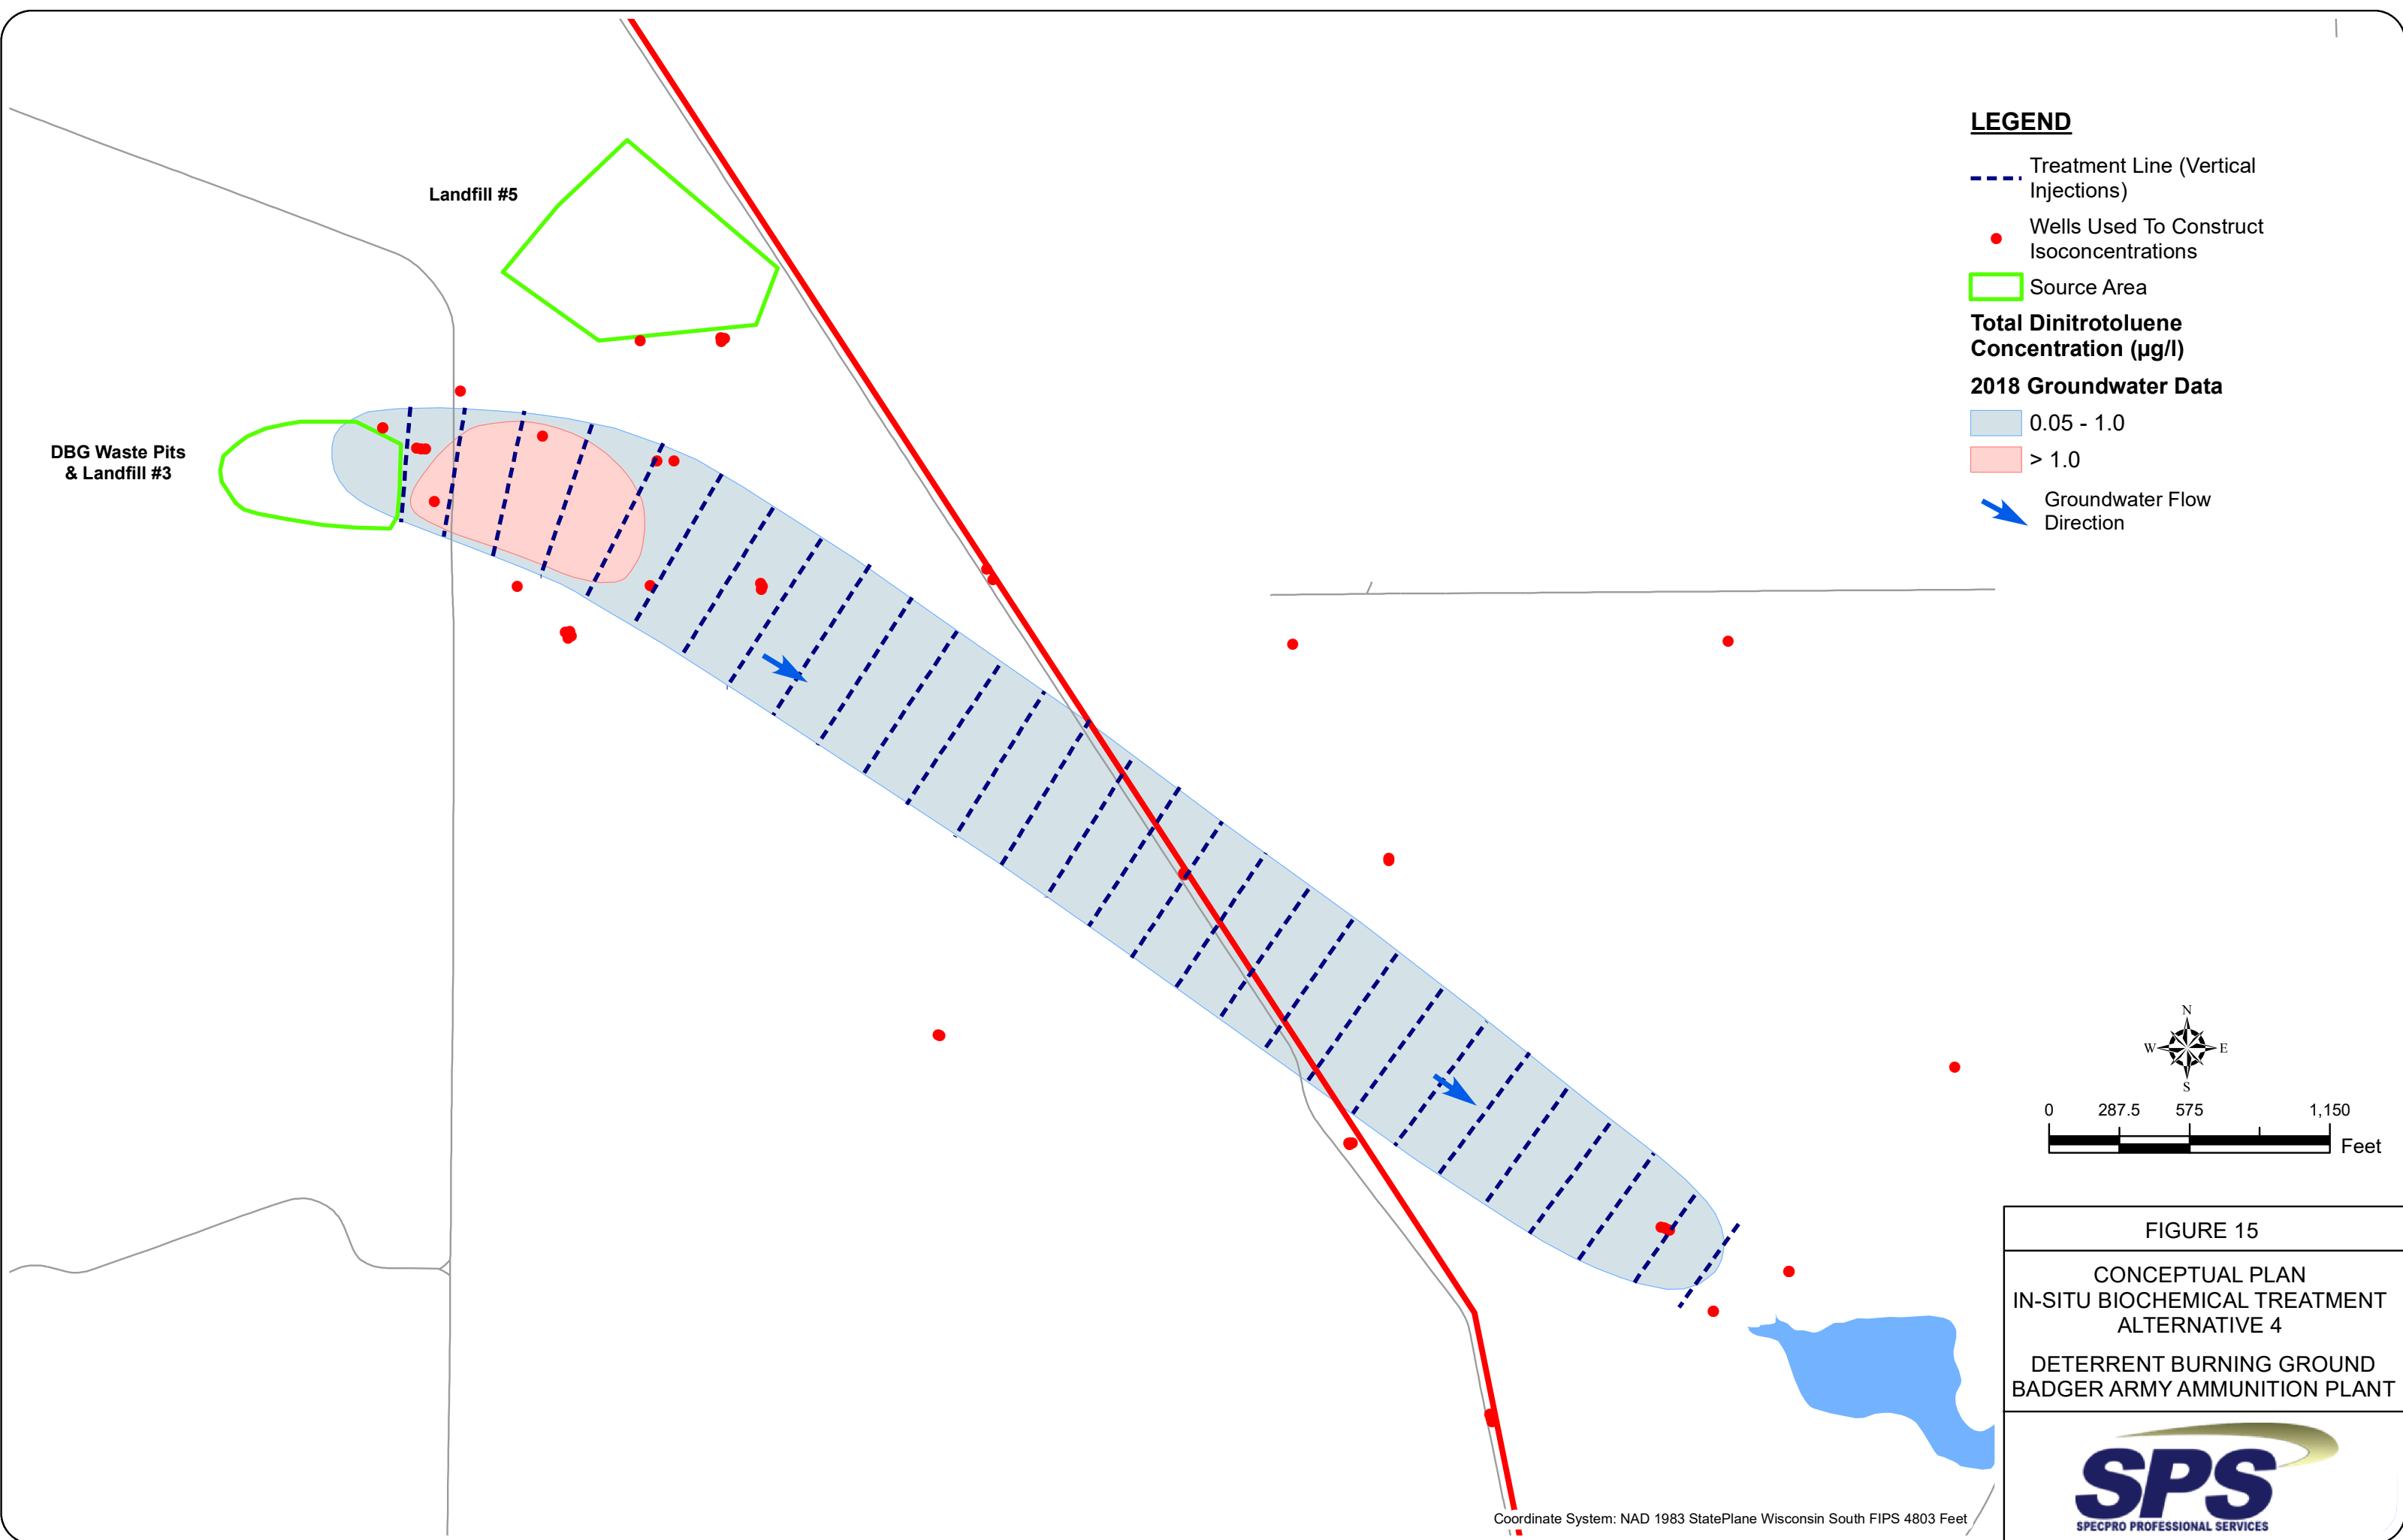 Landfill #5
DBG Waste Pits
& Landfill #3
LEGEND
Treatment Line (Vertical
Injections)
Wells Used To Construct
Isoconcentrations
Source Area
Total Dinitrotoluene
Concentration (µg/l)
2018 Groundwater Data
0.05 - 1.0
> 1.0
Groundwater Flow
Direction
N
W E
S
0 287.5 575 1,150
Feet
FIGURE 15
CONCEPTUAL PLAN
IN-SITU BIOCHEMICAL TREATMENT
ALTERNATIVE 4
DETERRENT BURNING GROUND
BADGER ARMY AMMUNITION PLANT
SPS
SPECPRO PROFESSIONAL SERVICES
Coordinate System: NAD 1983 StatePlane Wisconsin South FIPS 4803 Feet